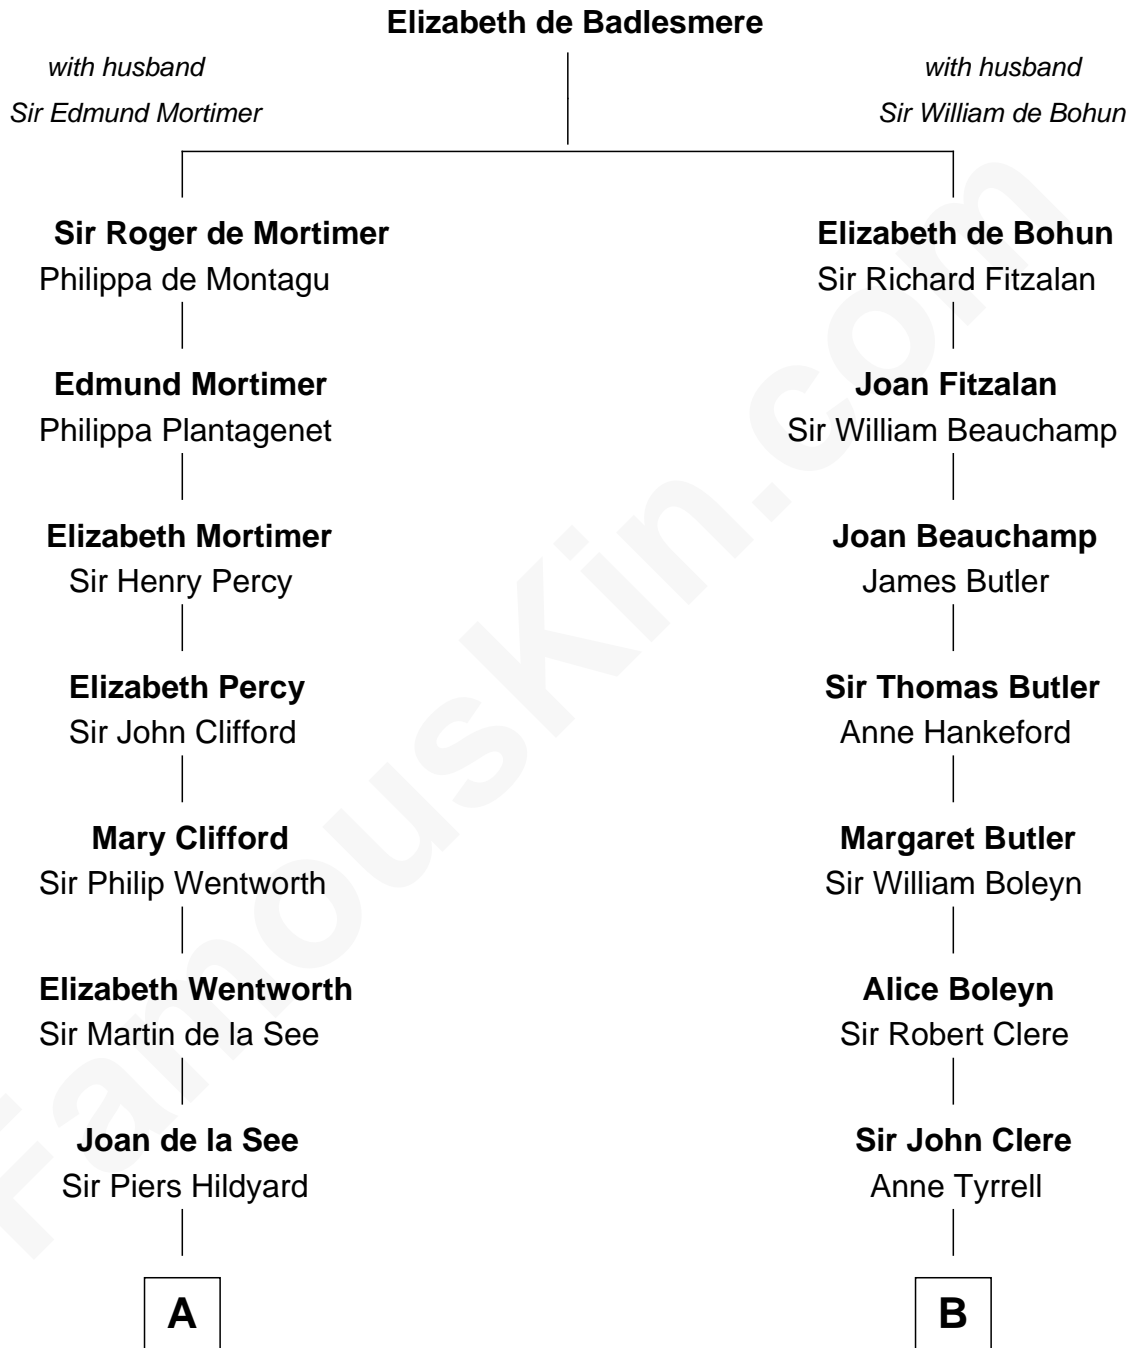 Elizabeth de Badlesmere
with husband
Sir Edmund Mortimer
with husband
Sir William de Bohun
Sir Roger de Mortimer
Philippa de Montagu
Elizabeth de Bohun
Sir Richard Fitzalan
Edmund Mortimer
Philippa Plantagenet
Joan Fitzalan
Sir William Beauchamp
Elizabeth Mortimer
Sir Henry Percy
Joan Beauchamp
James Butler
Elizabeth Percy
Sir John Clifford
Sir Thomas Butler
Anne Hankeford
Mary Clifford
Sir Philip Wentworth
Margaret Butler
Sir William Boleyn
Elizabeth Wentworth
Sir Martin de la See
Alice Boleyn
Sir Robert Clere
Joan de la See
Sir Piers Hildyard
Sir John Clere
Anne Tyrrell
A
B
FamousKin.com